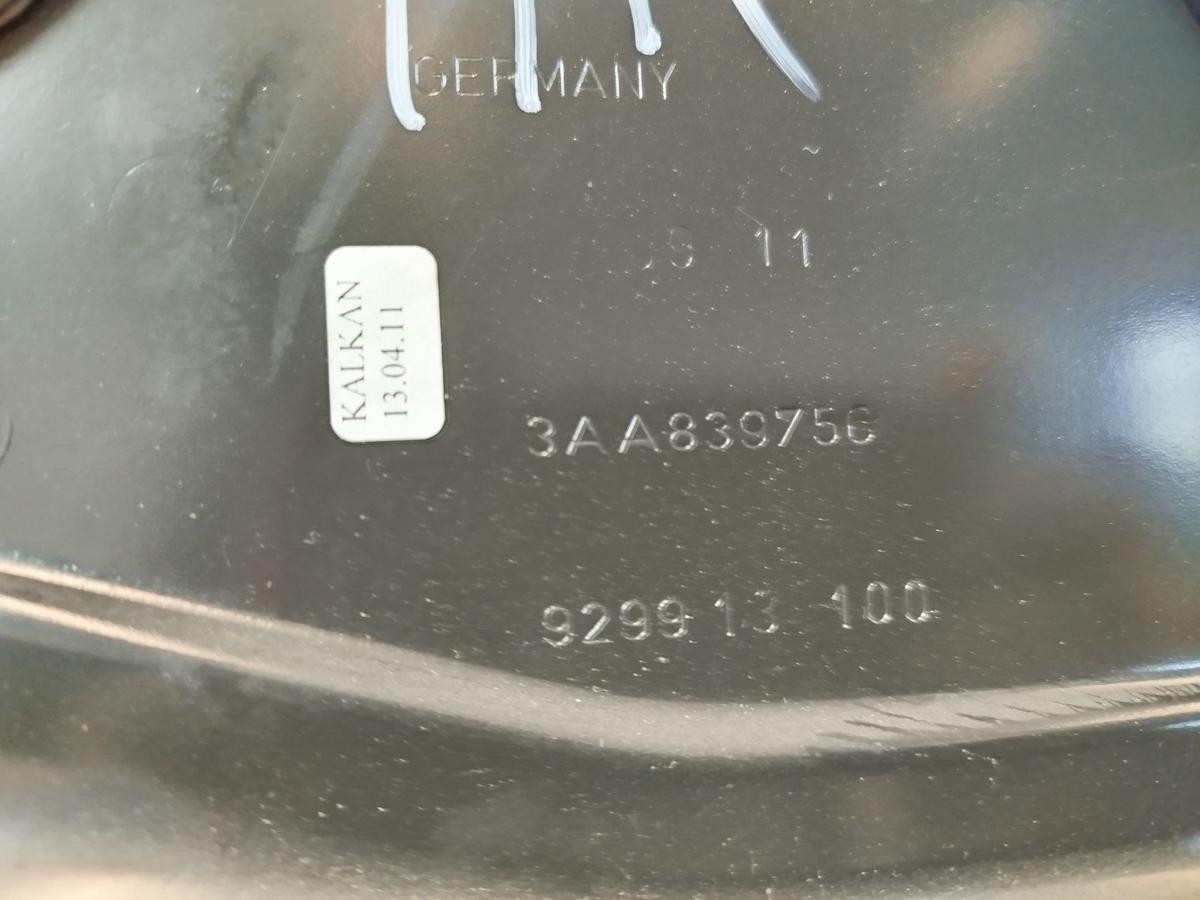 GERMANY
11
KALKAN
13.04.11
3AA839756
9299 13 100